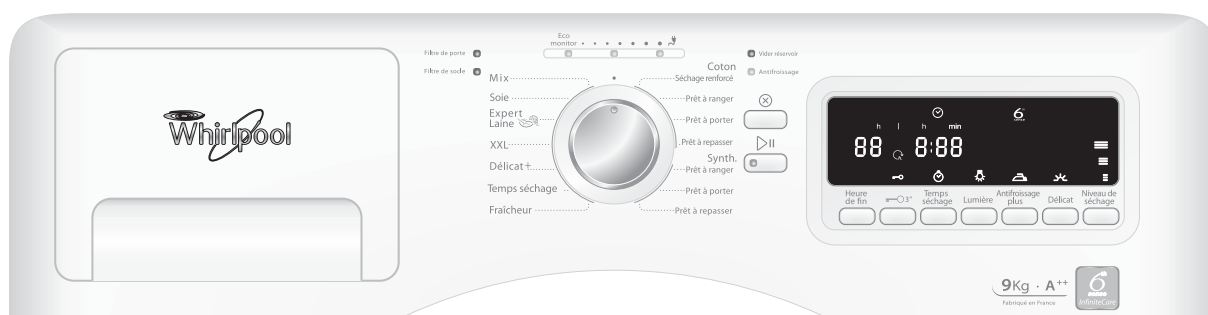 Whirlpool
Filtre de porte
Filtre de socle
Eco
monitor
Vider réservoir
Antifroissage
Mix
Soie
Expert
Laine
XXL
Délicat+
Temps séchage
Fraîcheur
Coton
Séchage renforcé
Prêt à ranger
Prêt à porter
Prêt à repasser
Synth.
Prêt à ranger
Prêt à porter
Prêt à repasser
6
h h min
88 8:88
Heure
de fin
3"
Temps
séchage
Lumière
Antifroissage
plus
Délicat
Niveau de
séchage
9Kg · A++
Fabriqué en France
6
SENSE
InfiniteCare